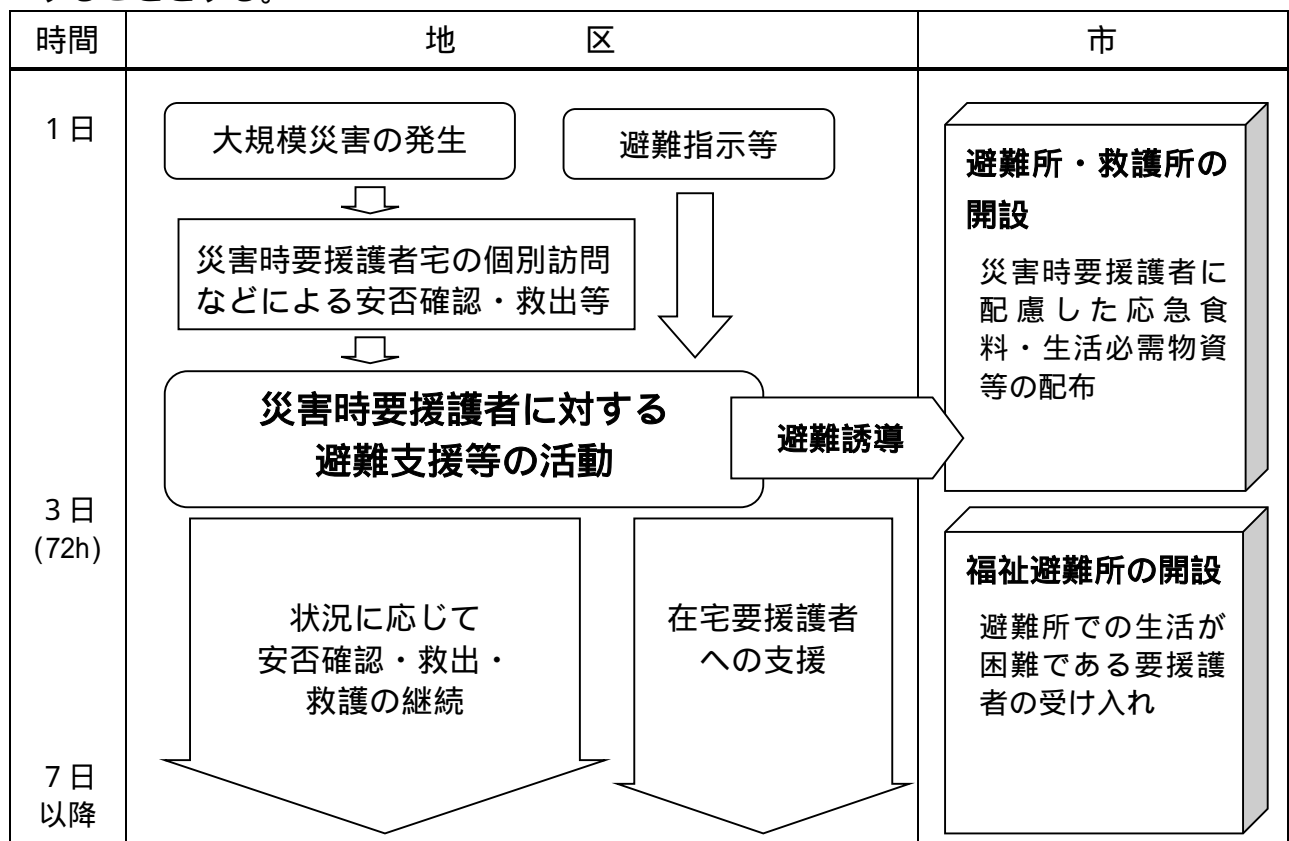 時間 地区 市
1日
大規模災害の発生
避難指示等
災害時要援護者宅の個別訪問
などによる安否確認・救出等
災害時要援護者に対する
避難支援等の活動
避難誘導
避難所・救護所の
開設
災害時要援護者に
配慮した応急食
料・生活必需物資
等の配布
3日
(72h)
状況に応じて
安否確認・救出・
救護の継続
在宅要援護者
への支援
福祉避難所の開設
避難所での生活が
困難である要援護
者の受け入れ
7日
以降